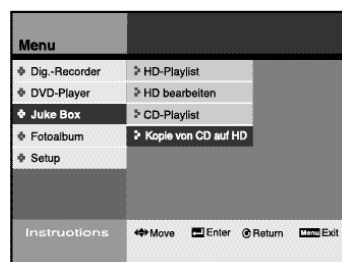 Menu
Dig.-Recorder
HD-Playlist
DVD-Player
HD bearbeiten
Juke Box
CD-Playlist
Fotoalbum
Kopie von CD auf HD
Setup
Instructions Move Enter Return Menu Exit